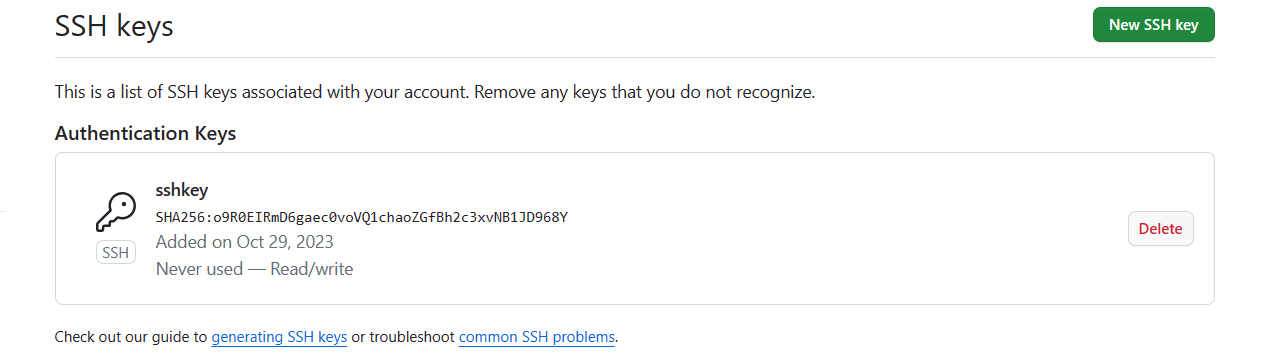 SSH keys
New SSH key
This is a list of SSH keys associated with your account. Remove any keys that you do not recognize.
Authentication Keys
sshkey
SHA256:o9R0EIRmD6gaec0voVQ1chaoZGfBh2c3xvNB1JD968Y
Added on Oct 29, 2023
Never used — Read/write
SSH
Delete
Check out our guide to generating SSH keys or troubleshoot common SSH problems.